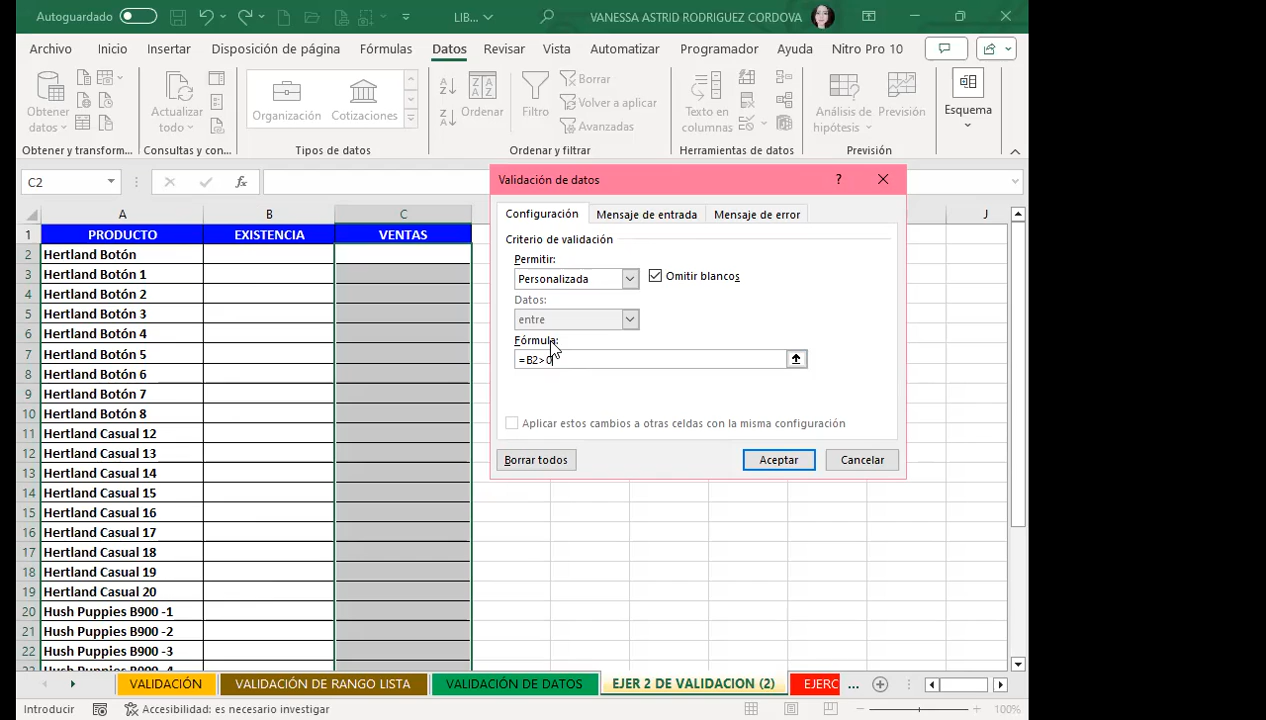 Autoguardado
LIB...
VANESSA ASTRID RODRIGUEZ CORDOVA
Archivo Inicio Insertar Disposición de página Fórmulas Datos Revisar Vista Automatizar Programador Ayuda Nitro Pro 10
Obtener datos
Actualizar todo
Organización
Cotizaciones
Ordenar
Filtro
Borrar
Volver a aplicar
Avanzadas
Texto en columnas
Análisis de hipótesis
Previsión
Esquema
Obtener y transform... Consultas y con... Tipos de datos Ordenar y filtrar Herramientas de datos Previsión
C2
fx
Validación de datos
?
Configuración Mensaje de entrada Mensaje de error
Criterio de validación
Permitir:
Personalizada
Omitir blancos
Datos:
entre
Fórmula:
=B2>0
Aplicar estos cambios a otras celdas con la misma configuración
Borrar todos Aceptar Cancelar
A B C J
1 PRODUCTO EXISTENCIA VENTAS
2 Hertland Botón
3 Hertland Botón 1
4 Hertland Botón 2
5 Hertland Botón 3
6 Hertland Botón 4
7 Hertland Botón 5
8 Hertland Botón 6
9 Hertland Botón 7
10 Hertland Botón 8
11 Hertland Casual 12
12 Hertland Casual 13
13 Hertland Casual 14
14 Hertland Casual 15
15 Hertland Casual 16
16 Hertland Casual 17
17 Hertland Casual 18
18 Hertland Casual 19
19 Hertland Casual 20
20 Hush Puppies B900 -1
21 Hush Puppies B900 -2
22 Hush Puppies B900 -3
23 Hush Puppies B900 -4
VALIDACIÓN VALIDACIÓN DE RANGO LISTA VALIDACIÓN DE DATOS EJER 2 DE VALIDACION (2) EJERC ...
Introducir Accesibilidad: es necesario investigar 100%